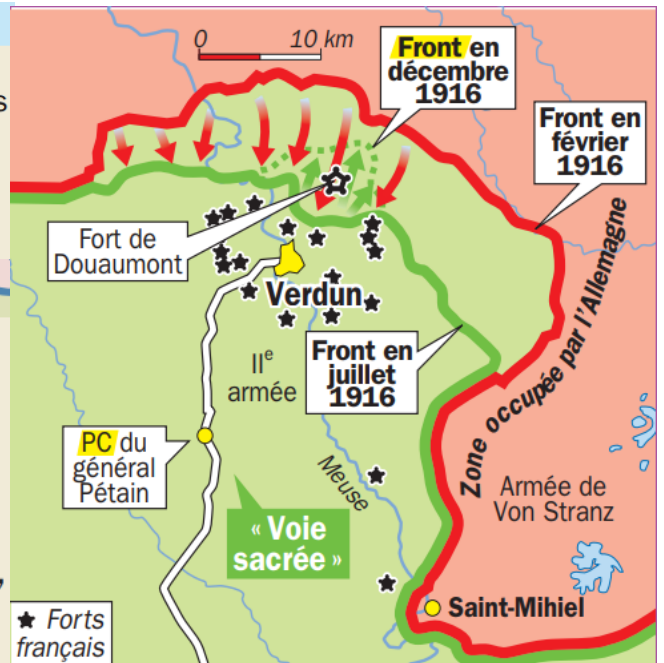 s
0 10 km
Front en
décembre
1916
Front en
février
1916
Fort de
Douaumont
Verdun
Zone occupée par l'Allemagne
IIe
armée
Front en
juillet
1916
PC du
général
Pétain
Meuse
Armée de
Von Stranz
« Voie
sacrée »
Saint-Mihiel
Forts
français